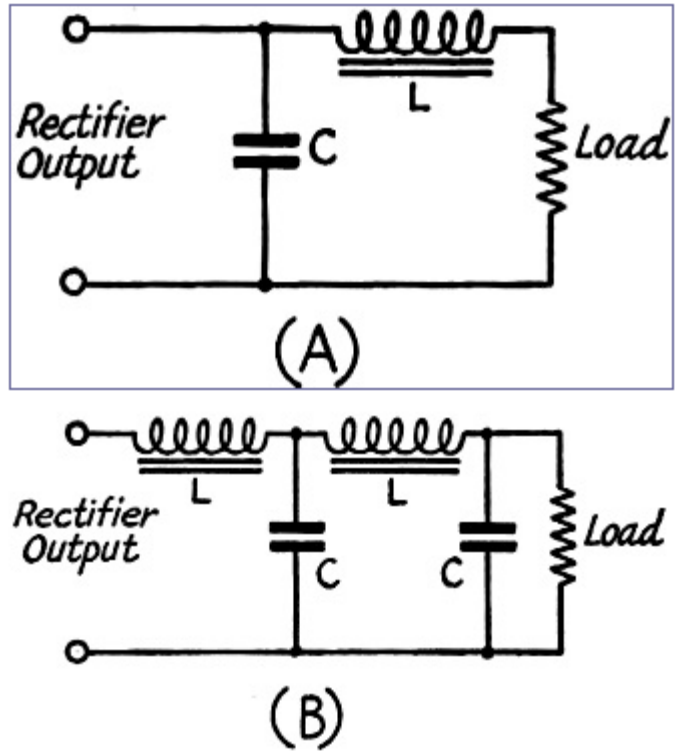 L
Rectifier
Output
C
Load
(A)
L
L
Rectifier
Output
C
C
Load
(B)